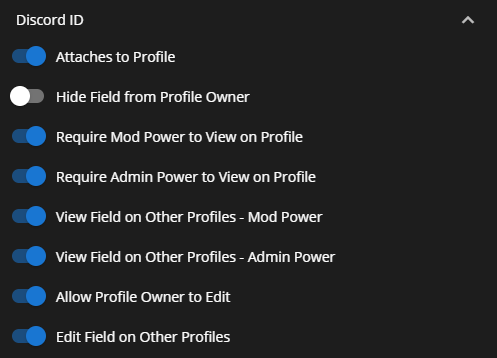 Discord ID
Attaches to Profile
Hide Field from Profile Owner
Require Mod Power to View on Profile
Require Admin Power to View on Profile
View Field on Other Profiles - Mod Power
View Field on Other Profiles - Admin Power
Allow Profile Owner to Edit
Edit Field on Other Profiles